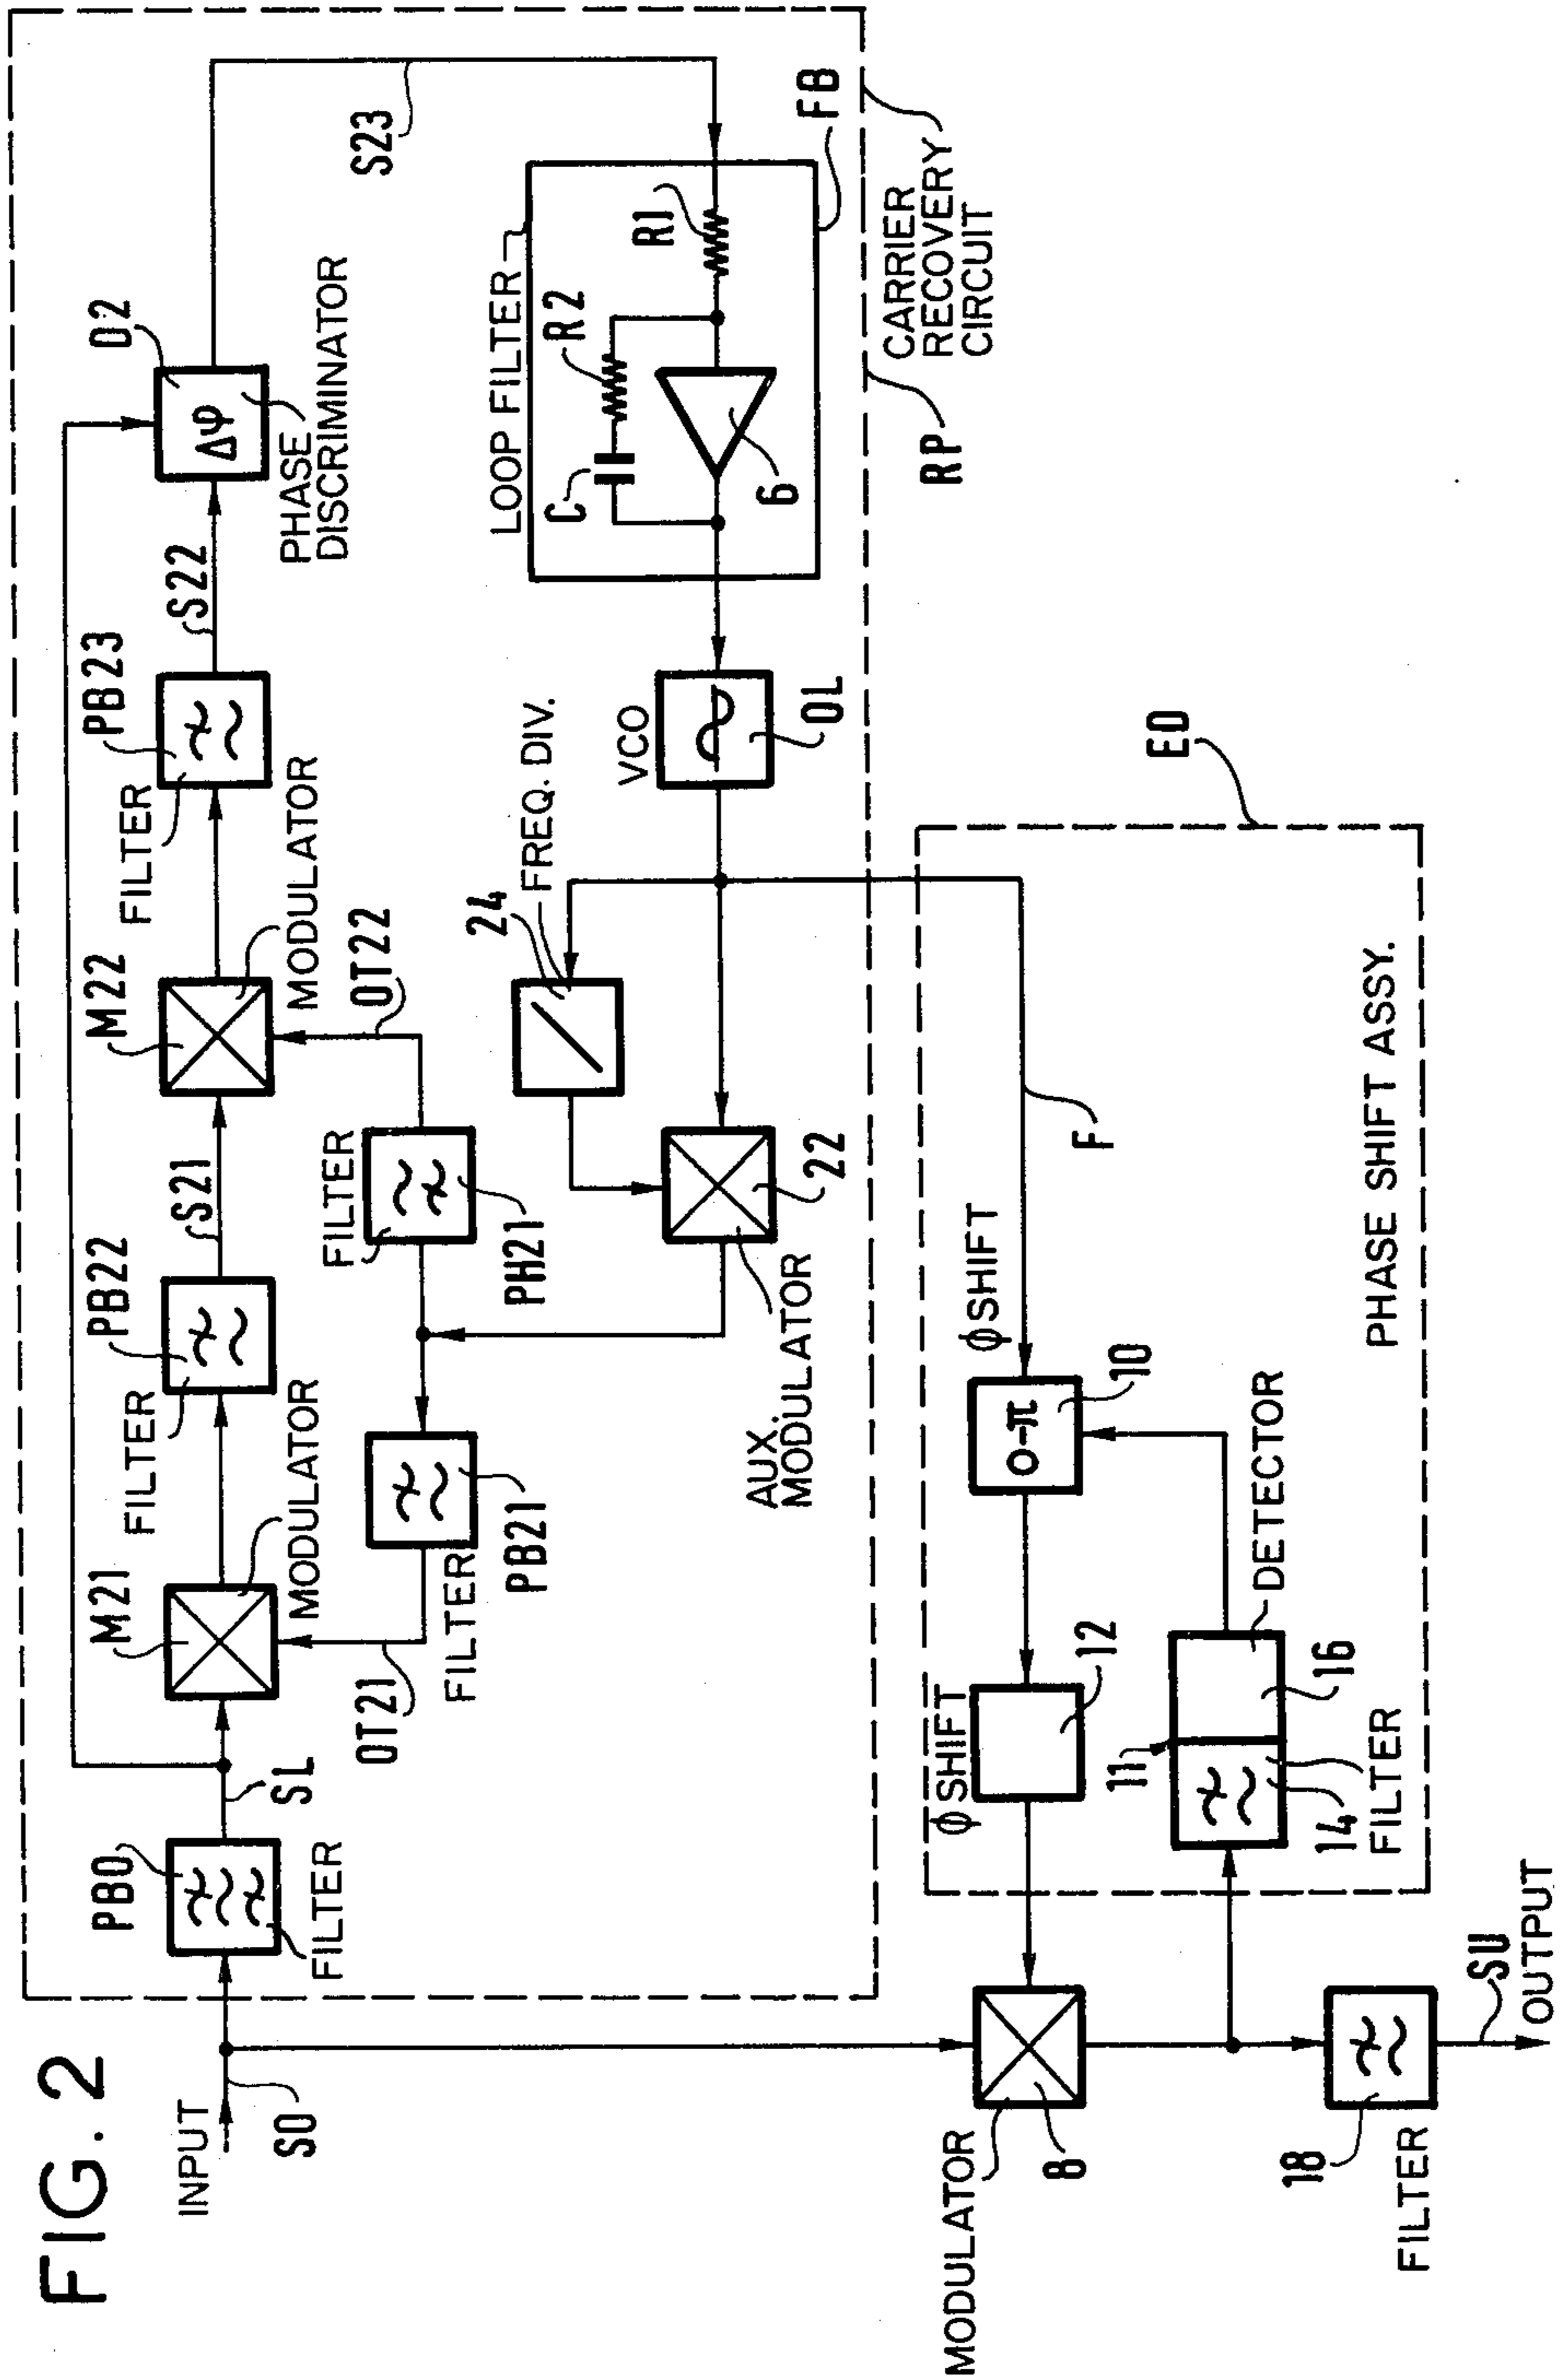 FIG. 2
INPUT
S0
PB0
FILTER
SL
M21
MODULATOR
OT21
FILTER
PB22
S21
FILTER
PB21
M22
MODULATOR
OT22
FILTER
PH21
PB23
FILTER
S22
D2
Δφ
PHASE
DISCRIMINATOR
S23
LOOP FILTER
R1
R2
C
6
FB
CARRIER
RECOVERY
CIRCUIT
RP
VCO
OL
24
FREQ. DIV.
22
AUX.
MODULATOR
F
ED
PHASE SHIFT ASSY.
ϕ SHIFT
0-π
10
ϕ SHIFT
12
DETECTOR
16
11
14
FILTER
MODULATOR
8
18
FILTER
SU
OUTPUT